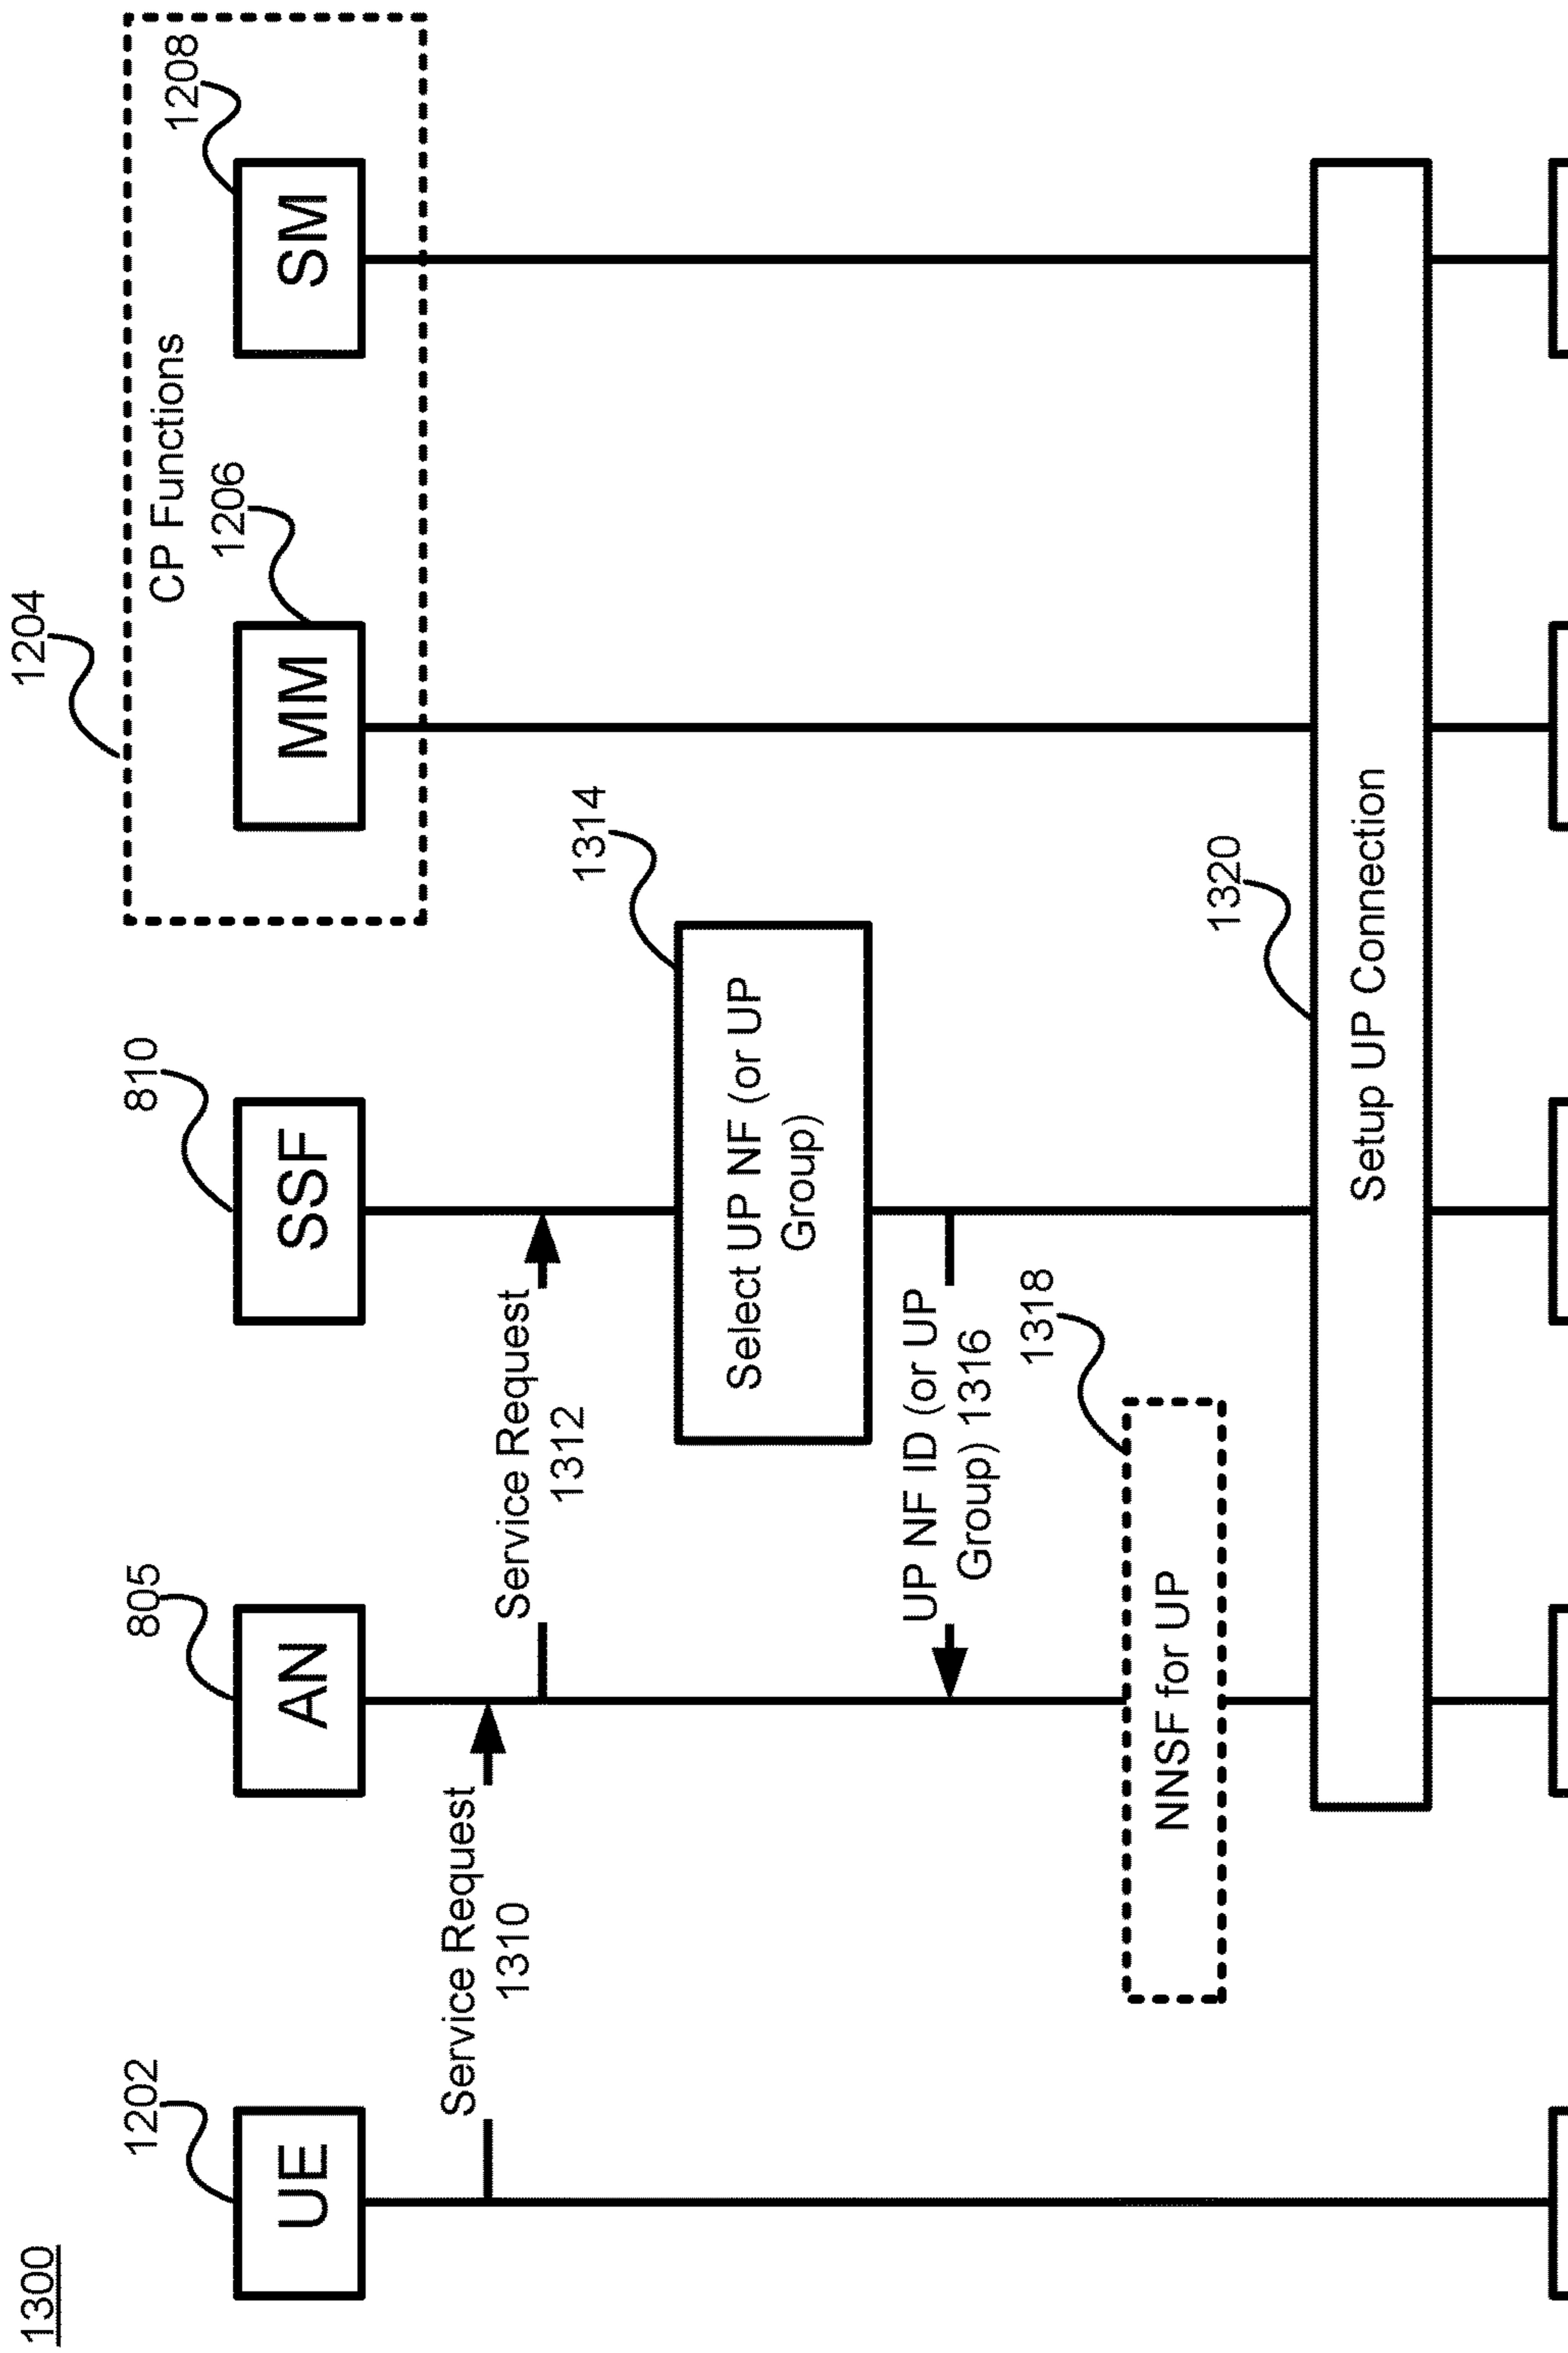 1300
1204
CP Functions
1202
805
810
1206
1208
UE
AN
SSF
MM
SM
Service Request
1310
Service Request
1312
1314
Select UP NF (or UP
Group)
UP NF ID (or UP
Group) 1316
1318
NNSF for UP
1320
Setup UP Connection